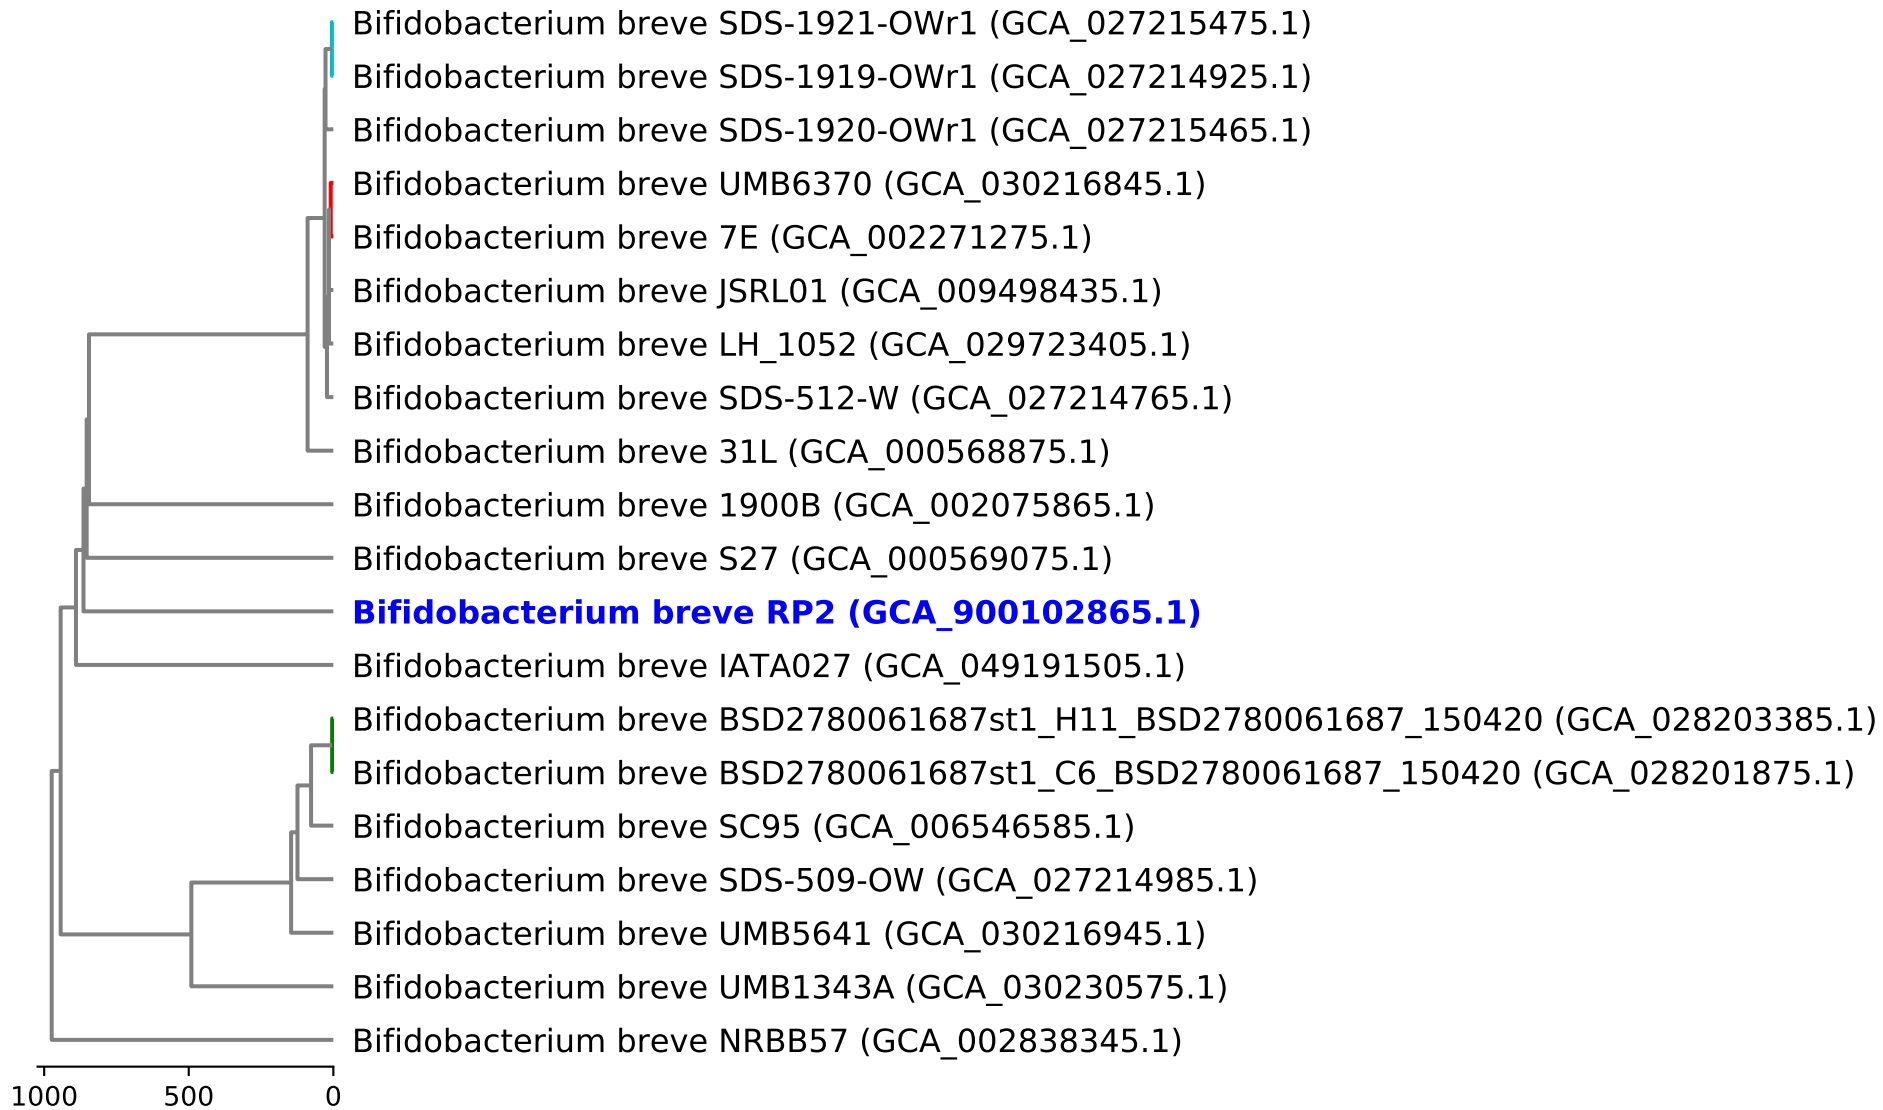 Bifidobacterium breve SDS-1921-OWr1 (GCA_027215475.1)
Bifidobacterium breve SDS-1919-OWr1 (GCA_027214925.1)
Bifidobacterium breve SDS-1920-OWr1 (GCA_027215465.1)
Bifidobacterium breve UMB6370 (GCA_030216845.1)
Bifidobacterium breve 7E (GCA_002271275.1)
Bifidobacterium breve JSRL01 (GCA_009498435.1)
Bifidobacterium breve LH_1052 (GCA_029723405.1)
Bifidobacterium breve SDS-512-W (GCA_027214765.1)
Bifidobacterium breve 31L (GCA_000568875.1)
Bifidobacterium breve 1900B (GCA_002075865.1)
Bifidobacterium breve S27 (GCA_000569075.1)
Bifidobacterium breve RP2 (GCA_900102865.1)
Bifidobacterium breve IATA027 (GCA_049191505.1)
Bifidobacterium breve BSD2780061687st1_H11_BSD2780061687_150420 (GCA_028203385.1)
Bifidobacterium breve BSD2780061687st1_C6_BSD2780061687_150420 (GCA_028201875.1)
Bifidobacterium breve SC95 (GCA_006546585.1)
Bifidobacterium breve SDS-509-OW (GCA_027214985.1)
Bifidobacterium breve UMB5641 (GCA_030216945.1)
Bifidobacterium breve UMB1343A (GCA_030230575.1)
Bifidobacterium breve NRBB57 (GCA_002838345.1)
1000 500 0